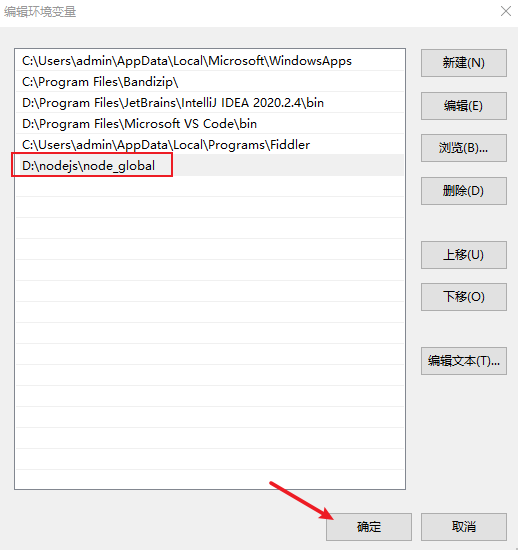 编辑环境变量
C:\Users\admin\AppData\Local\Microsoft\WindowsApps
C:\Program Files\Bandizip\
D:\Program Files\JetBrains\IntelliJ IDEA 2020.2.4\bin
D:\Program Files\Microsoft VS Code\bin
C:\Users\admin\AppData\Local\Programs\Fiddler
D:\nodejs\node_global
新建(N)
编辑(E)
浏览(B)...
删除(D)
上移(U)
下移(O)
编辑文本(T)...
确定
取消